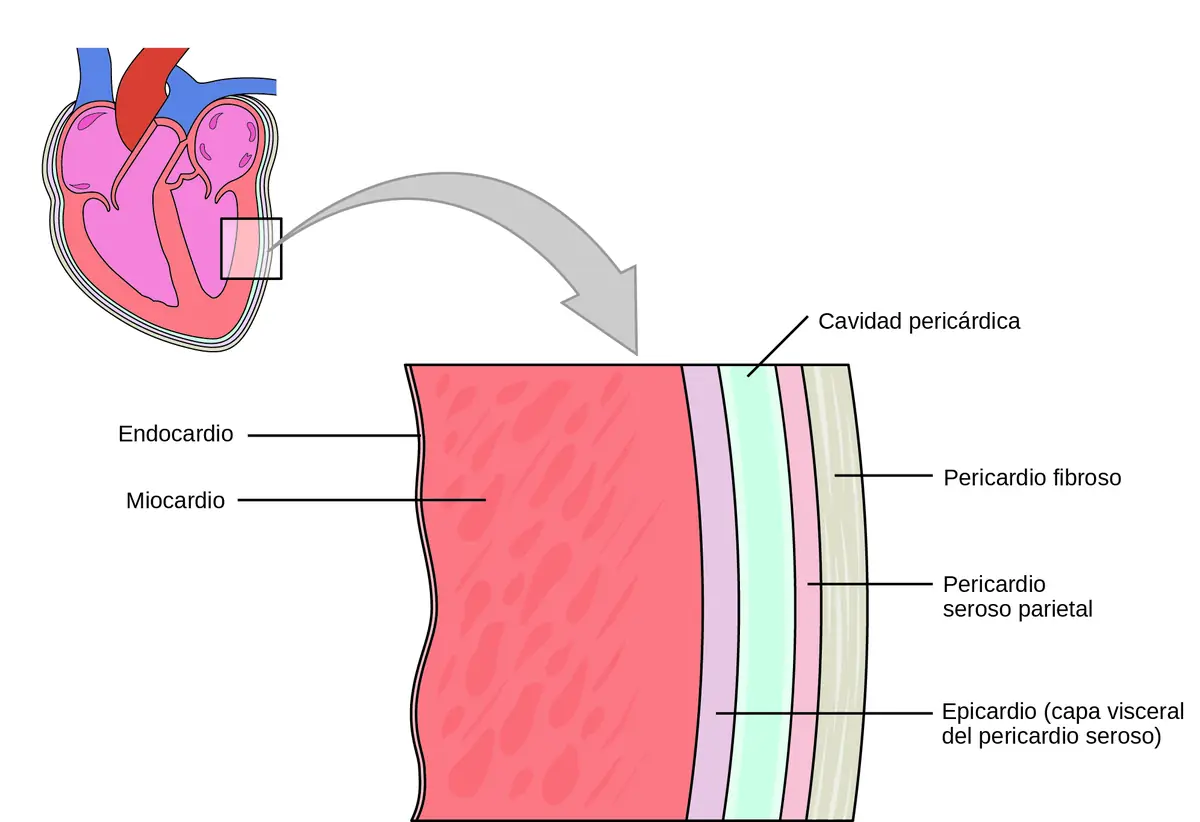 Cavidad pericárdica
Endocardio
Miocardio
Pericardio fibroso
Pericardio
seroso parietal
Epicardio (capa visceral
del pericardio seroso)